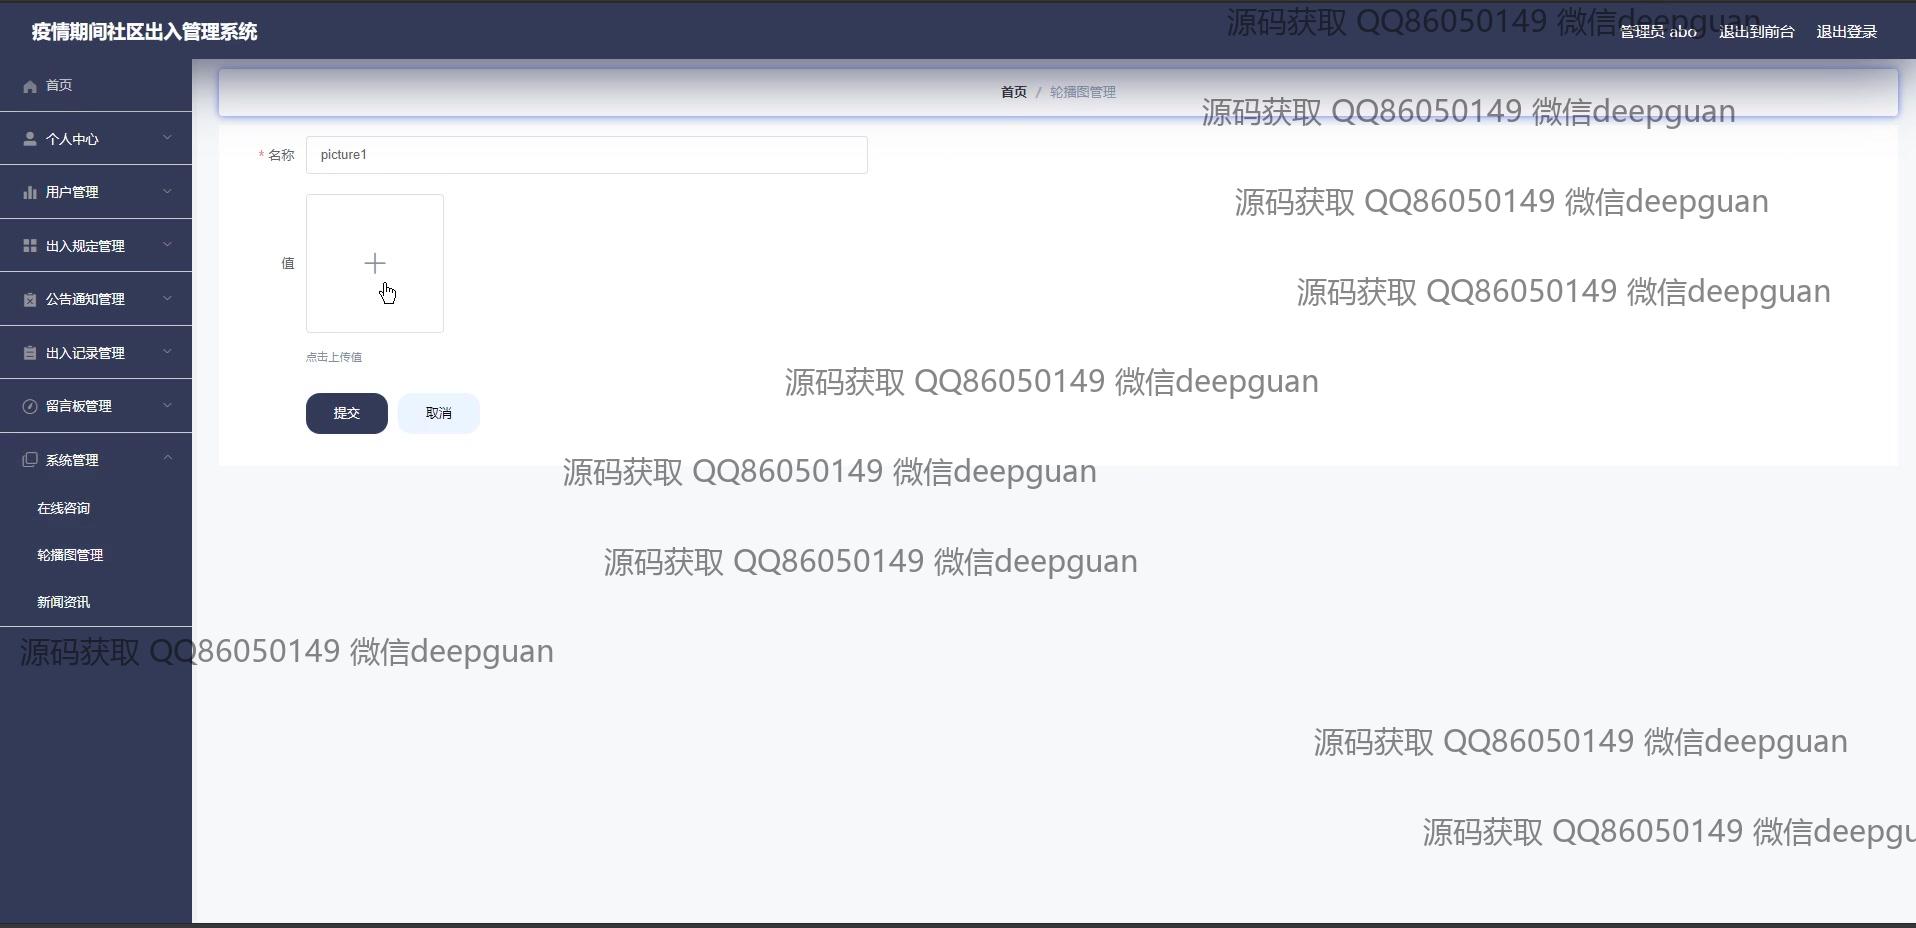 疫情期间社区出入管理系统
源码获取 QQ86050149 微信deepguan
管理员 abo 退出到前台 退出登录
首页
首页 / 轮播图管理
源码获取 QQ86050149 微信deepguan
个人中心
* 名称 picture1
用户管理
源码获取 QQ86050149 微信deepguan
出入规定管理
值
公告通知管理
源码获取 QQ86050149 微信deepguan
出入记录管理
点击上传值
源码获取 QQ86050149 微信deepguan
留言板管理
提交 取消
系统管理
源码获取 QQ86050149 微信deepguan
在线咨询
轮播图管理
源码获取 QQ86050149 微信deepguan
新闻资讯
源码获取 QQ86050149 微信deepguan
源码获取 QQ86050149 微信deepguan
源码获取 QQ86050149 微信deepgu